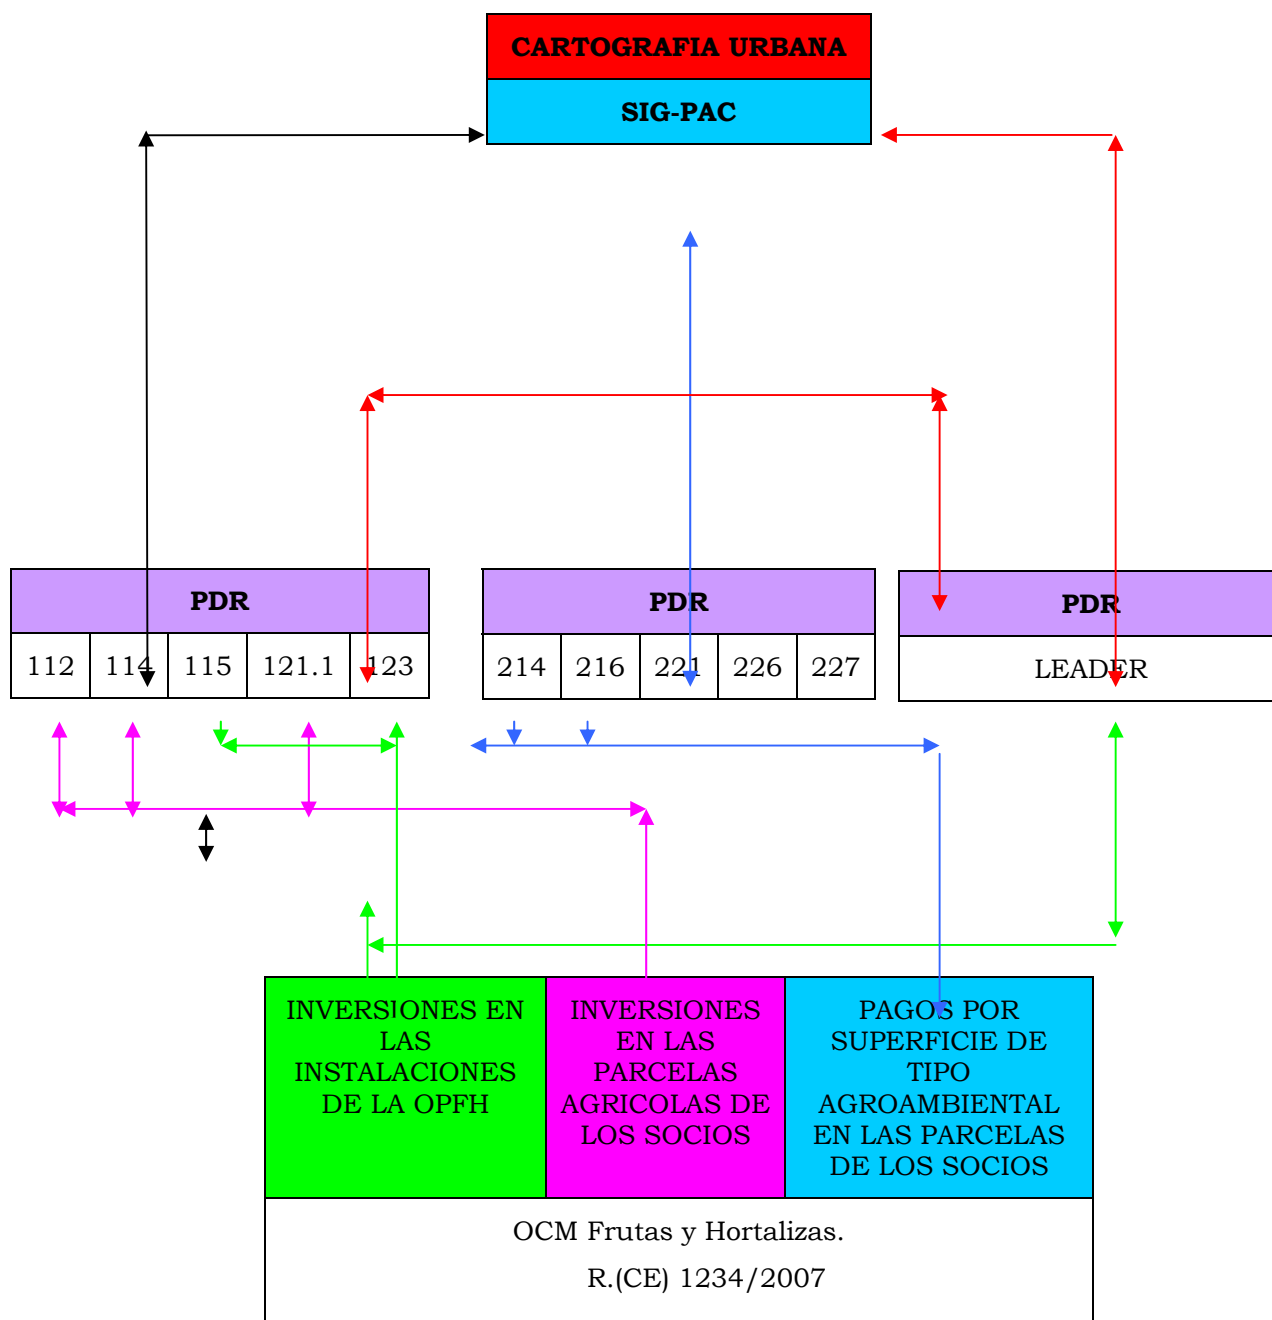 CARTOGRAFIA URBANA
SIG-PAC
PDR
112 114 115 121.1 123
PDR
214 216 221 226 227
PDR
LEADER
INVERSIONES EN
LAS
INSTALACIONES
DE LA OPFH
INVERSIONES
EN LAS
PARCELAS
AGRICOLAS DE
LOS SOCIOS
PAGOS POR
SUPERFICIE DE
TIPO
AGROAMBIENTAL
EN LAS PARCELAS
DE LOS SOCIOS
OCM Frutas y Hortalizas.
R.(CE) 1234/2007